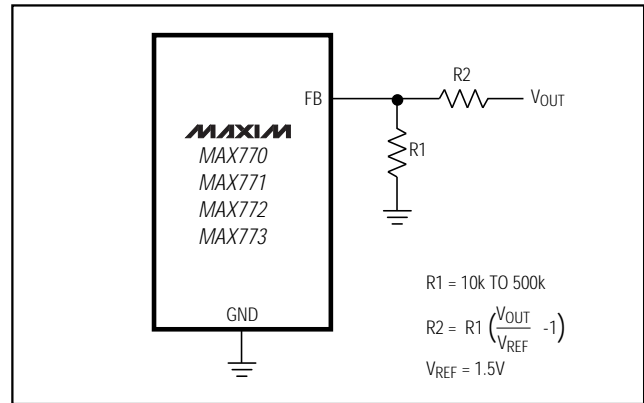 R2
FB
VOUT
MAXIM
R1
MAX770
MAX771
MAX772
MAX773
R1 = 10k TO 500k
GND
R2 = R1 (VOUT/VREF -1)
VREF = 1.5V